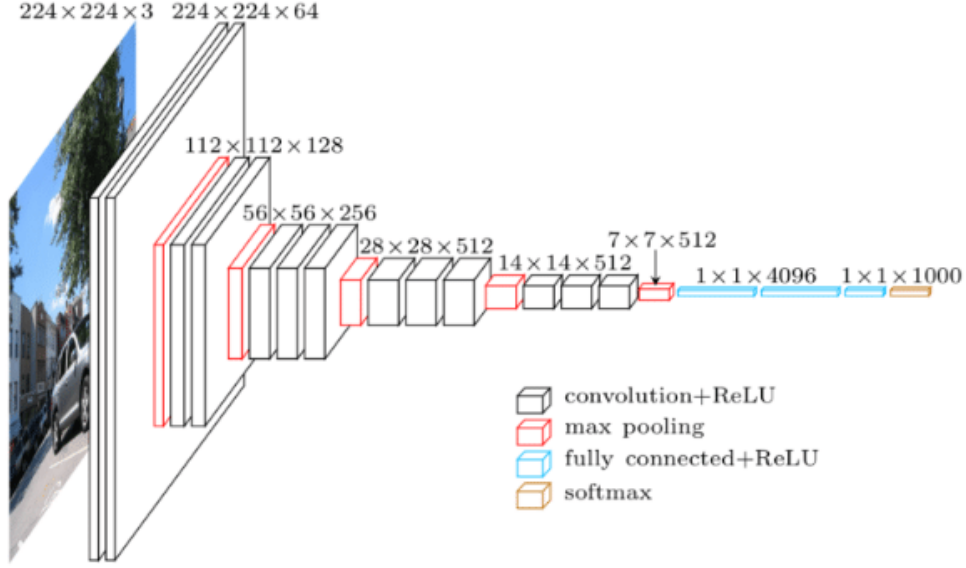 224×224×3
224×224×64
112×112×128
56×56×256
28×28×512
14×14×512
7×7×512
1×1×4096
1×1×1000
convolution+ReLU
max pooling
fully connected+ReLU
softmax